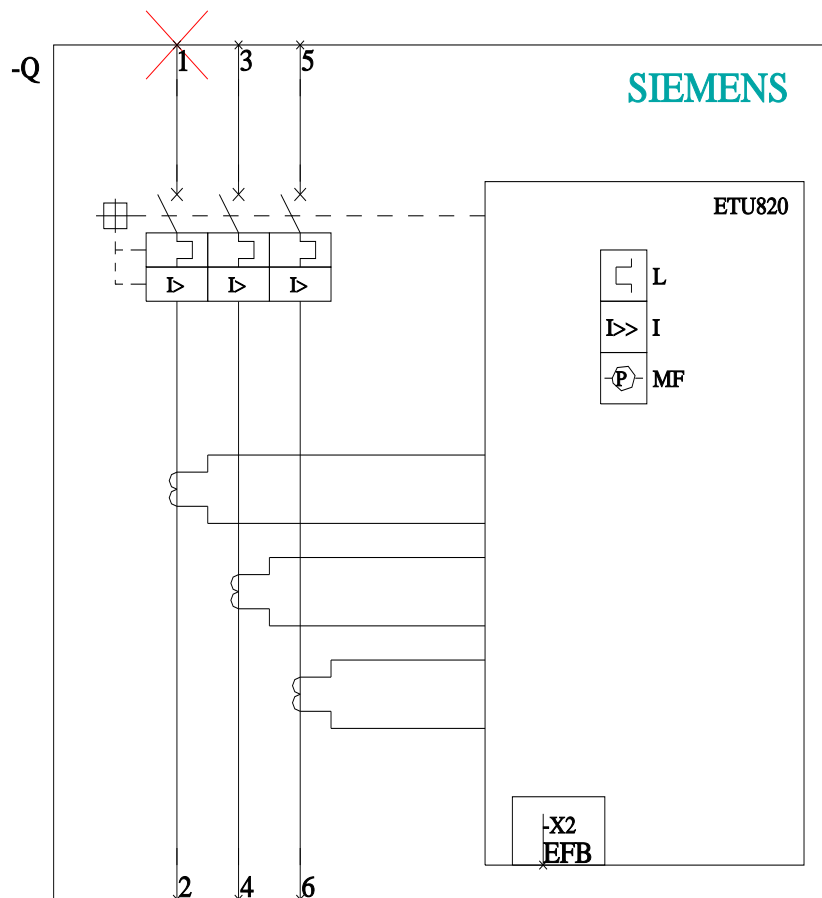 1 3 5
-Q
SIEMENS
ETU820
L
I> I> I>
I>> I
P MF
-X2
EFB
2 4 6